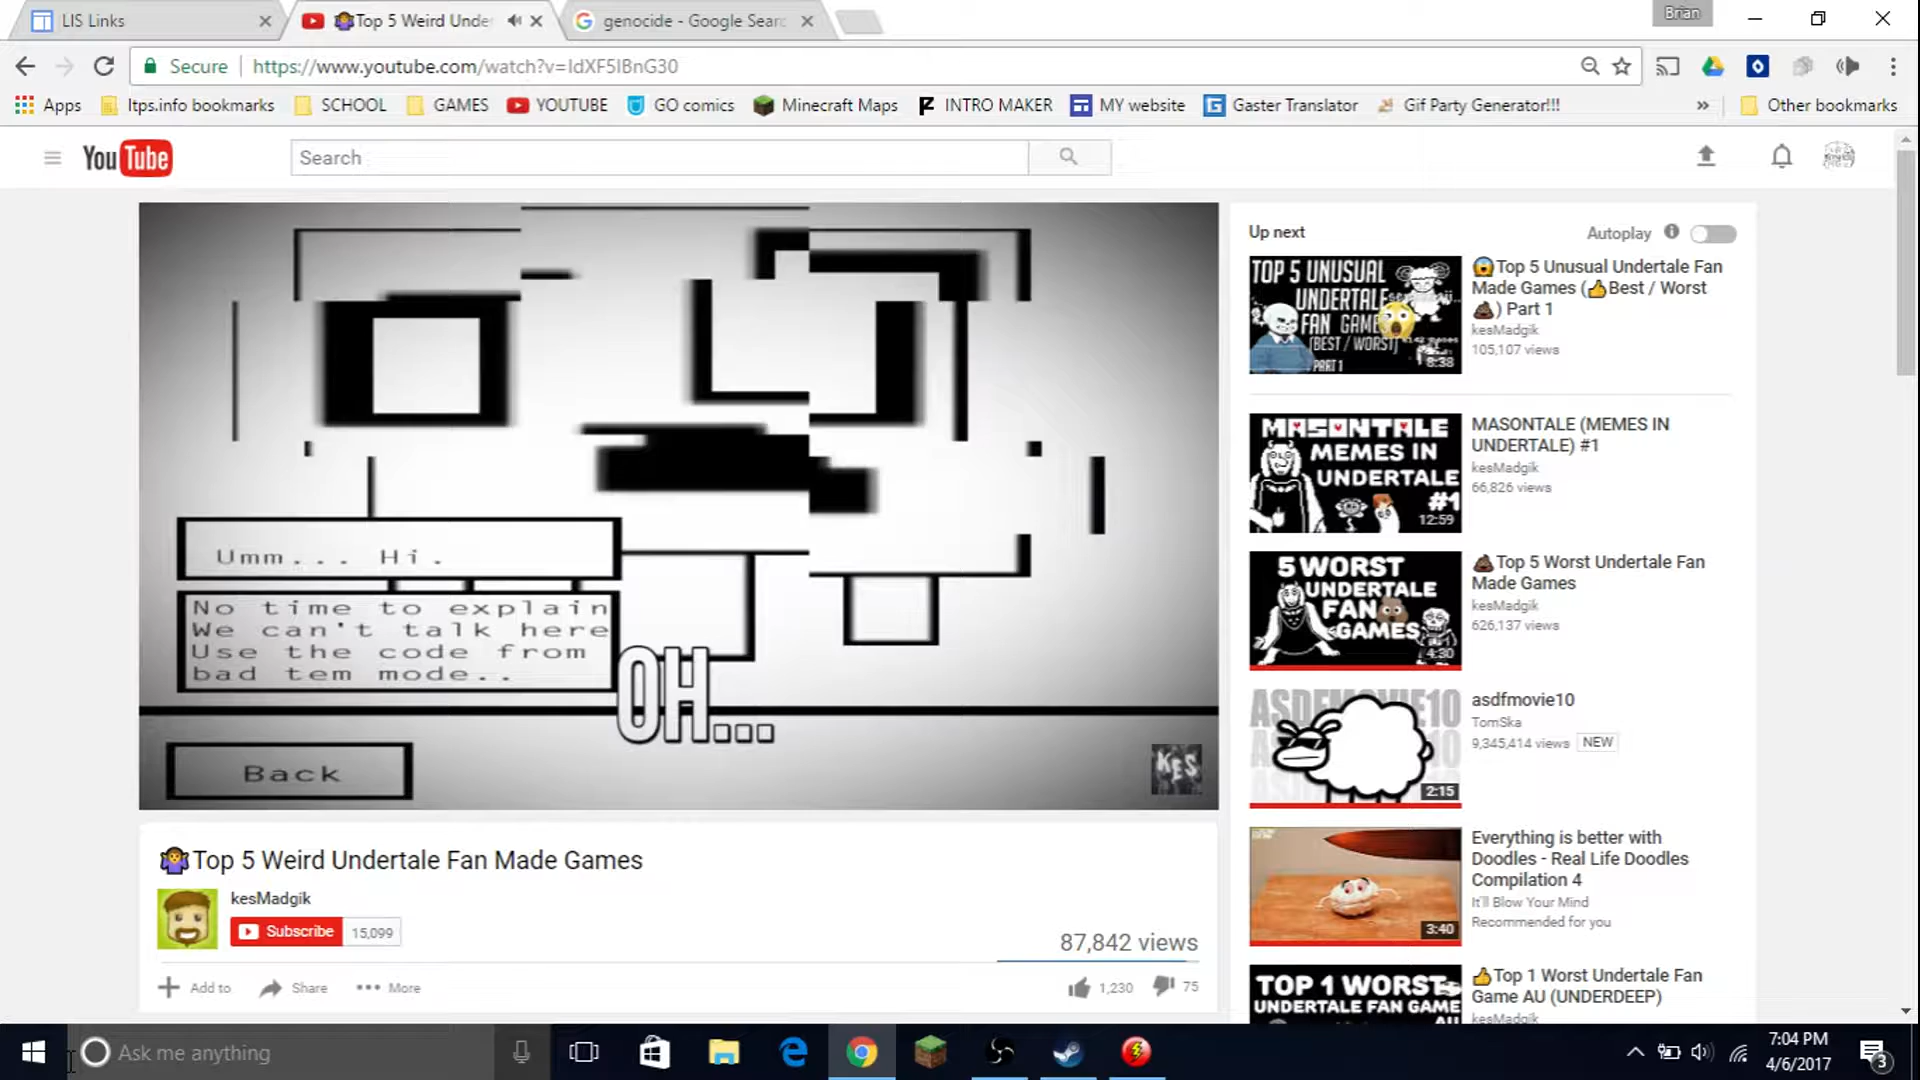 LIS Links
Top 5 Weird Unde
genocide - Google Searc
Brian
Secure
https://www.youtube.com/watch?v=IdXF5IBnG30
Apps
ltps.info bookmarks
SCHOOL
GAMES
YOUTUBE
GO comics
Minecraft Maps
INTRO MAKER
MY website
Gaster Translator
Gif Party Generator!!!
»
Other bookmarks
YouTube
Search
Umm... Hi.
No time to explain
We can't talk here
Use the code from
bad tem mode..
OH...
Back
KES
Top 5 Weird Undertale Fan Made Games
kesMadgik
Subscribe
15,099
87,842 views
Add to
Share
More
1,230
75
Up next
Autoplay
TOP 5 UNUSUAL
UNDERTALE
FAN GAME
(BEST / WORST)
PART 1
8:38
Top 5 Unusual Undertale Fan
Made Games (Best / Worst
) Part 1
kesMadgik
105,107 views
MASONTALE
MEMES IN
UNDERTALE
#1
12:59
MASONTALE (MEMES IN
UNDERTALE) #1
kesMadgik
66,826 views
5 WORST
UNDERTALE
FAN
GAMES
4:30
Top 5 Worst Undertale Fan
Made Games
kesMadgik
626,137 views
ASDFMOVIE10
2:15
asdfmovie10
TomSka
9,345,414 views
NEW
3:40
Everything is better with
Doodles - Real Life Doodles
Compilation 4
It'll Blow Your Mind
Recommended for you
TOP 1 WORST
UNDERTALE FAN GAME
AU
Top 1 Worst Undertale Fan
Game AU (UNDERDEEP)
kesMadgik
Ask me anything
7:04 PM
4/6/2017
3